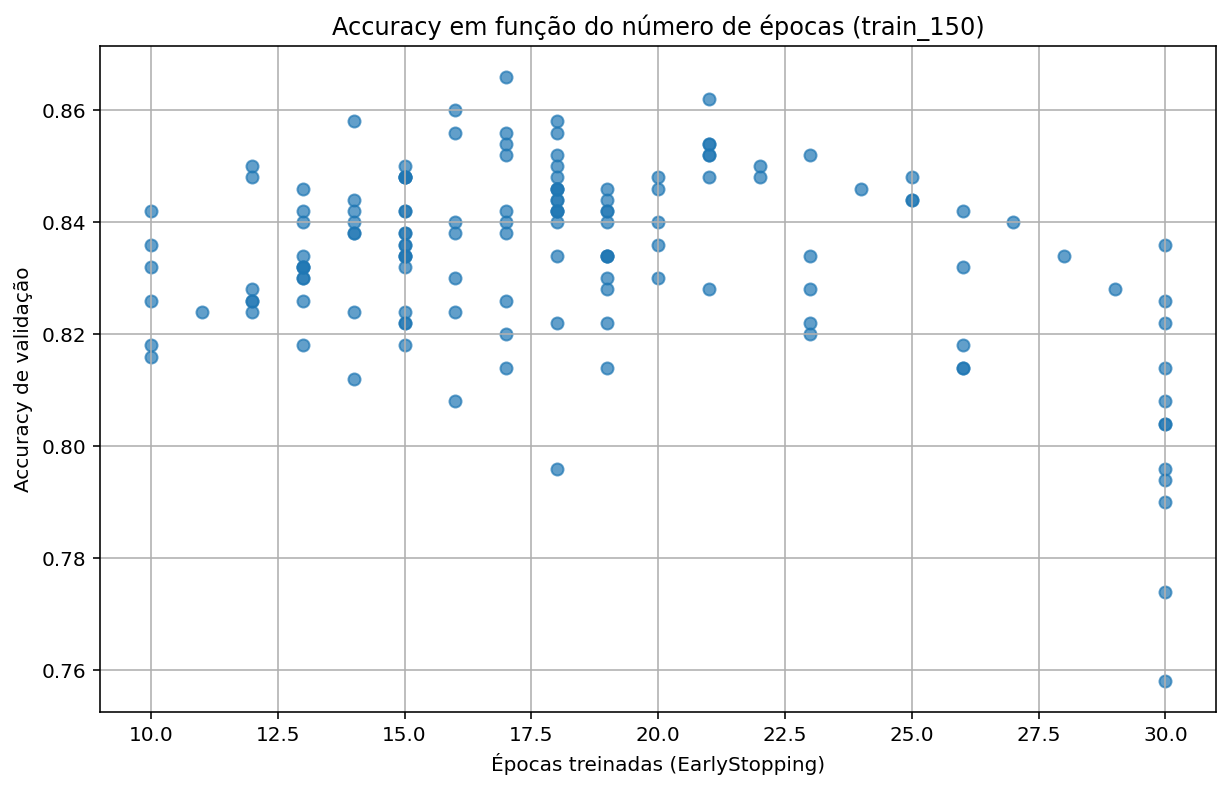 Accuracy em função do número de épocas (train_150)
Accuracy de validação
0.86
0.84
0.82
0.80
0.78
0.76
10.0 12.5 15.0 17.5 20.0 22.5 25.0 27.5 30.0
Épocas treinadas (EarlyStopping)